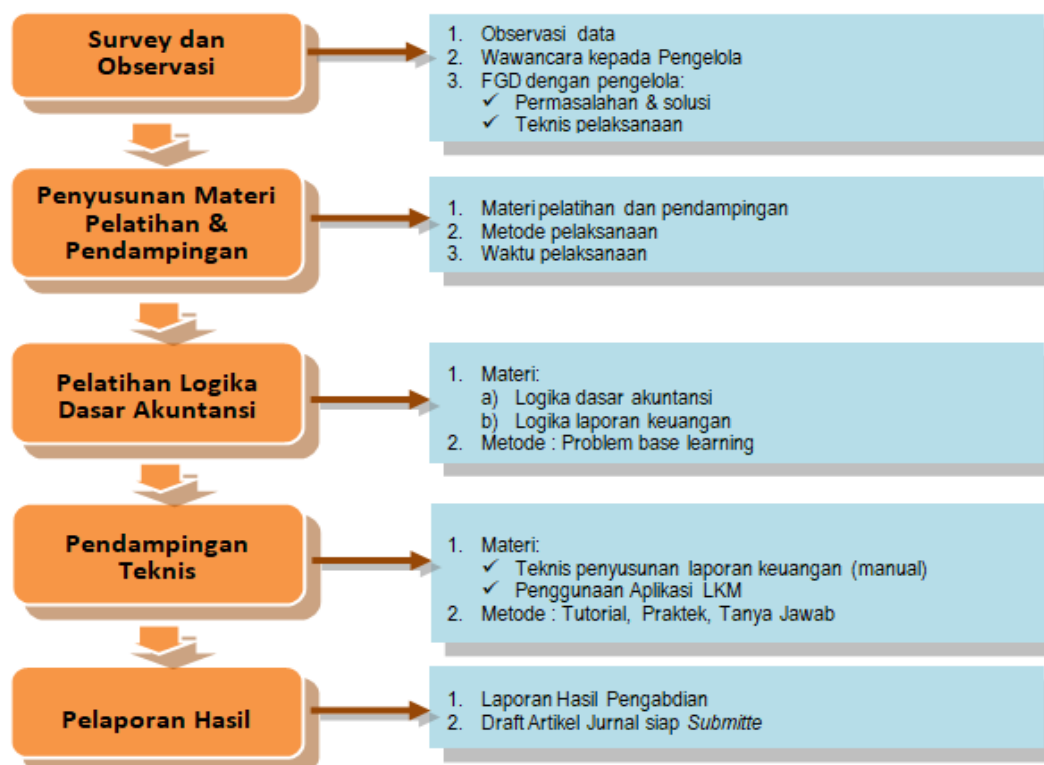 Survey dan
Observasi
1. Observasi data
2. Wawancara kepada Pengelola
3. FGD dengan pengelola:
✓ Permasalahan & solusi
✓ Teknis pelaksanaan
Penyusunan Materi
Pelatihan &
Pendampingan
1. Materi pelatihan dan pendampingan
2. Metode pelaksanaan
3. Waktu pelaksanaan
Pelatihan Logika
Dasar Akuntansi
1. Materi:
a) Logika dasar akuntansi
b) Logika laporan keuangan
2. Metode : Problem base learning
Pendampingan
Teknis
1. Materi:
✓ Teknis penyusunan laporan keuangan (manual)
✓ Penggunaan Aplikasi LKM
2. Metode : Tutorial, Praktek, Tanya Jawab
Pelaporan Hasil
1. Laporan Hasil Pengabdian
2. Draft Artikel Jurnal siap Submitte